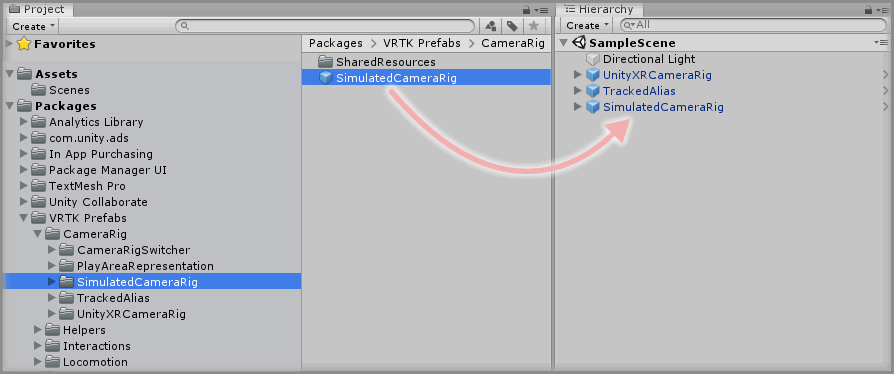 Project
Create
Favorites
Assets
Scenes
Packages
Analytics Library
com.unity.ads
In App Purchasing
Package Manager UI
TextMesh Pro
Unity Collaborate
VRTK Prefabs
CameraRig
CameraRigSwitcher
PlayAreaRepresentation
SimulatedCameraRig
TrackedAlias
UnityXRCameraRig
Helpers
Interactions
Locomotion
Packages VRTK Prefabs CameraRig
SharedResources
SimulatedCameraRig
Hierarchy
Create All
SampleScene
Directional Light
UnityXRCameraRig
TrackedAlias
SimulatedCameraRig